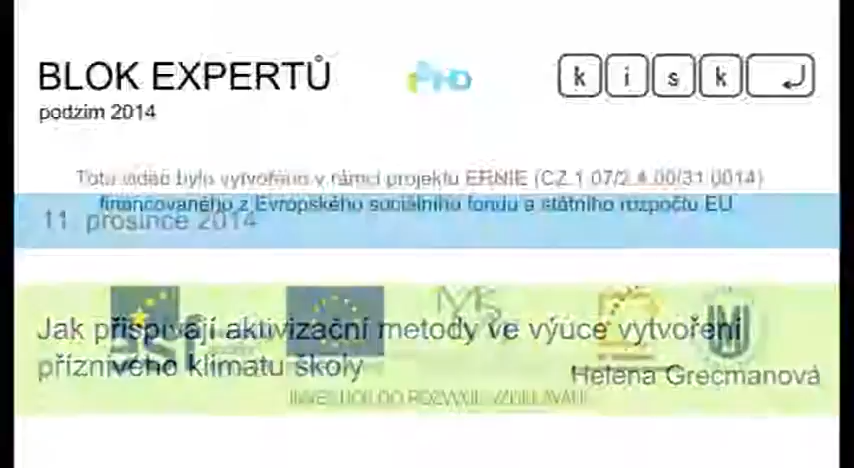 BLOK EXPERTŮ
PHD
k i s k
podzim 2014
Toto video bylo vytvořeno v rámci projektu ERNIE (CZ.1.07/2.4.00/31.0014)
financovaného z Evropského sociálního fondu a státního rozpočtu EU
11. prosince 2014
Jak přispívají aktivizační metody ve výuce vytvoření
příznivého klimatu školy
Helena Grecmanová
INVESTICE DO ROZVOJE VZDĚLÁVÁNÍ